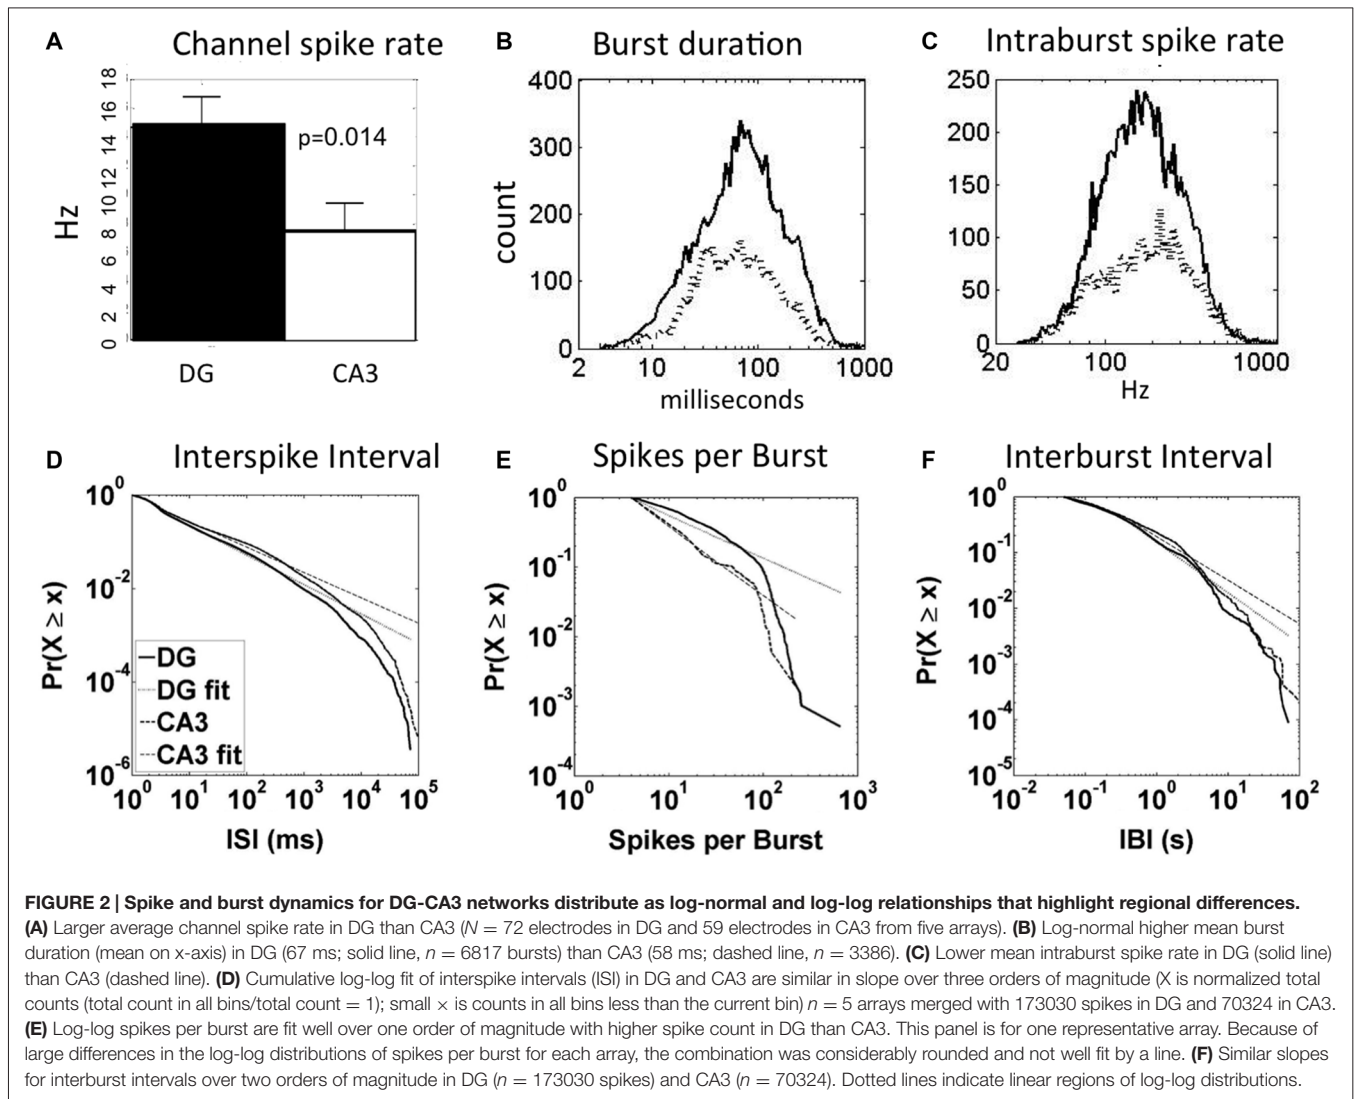 A Channel spike rate
Hz
0 2 4 6 8 10 12 14 16 18
p=0.014
DG CA3
B Burst duration
count
400
300
200
100
0
2 10 100 1000
milliseconds
C Intraburst spike rate
250
200
150
100
50
0
20 100 1000
Hz
D Interspike Interval
Pr(X ≥ x)
10^0
10^-2
10^-4
10^-6
DG
DG fit
CA3
CA3 fit
10^0 10^1 10^2 10^3 10^4 10^5
ISI (ms)
E Spikes per Burst
Pr(X ≥ x)
10^0
10^-1
10^-2
10^-3
10^-4
10^0 10^1 10^2 10^3
Spikes per Burst
F Interburst Interval
Pr(X ≥ x)
10^0
10^-1
10^-2
10^-3
10^-4
10^-5
10^-2 10^-1 10^0 10^1 10^2
IBI (s)
FIGURE 2 | Spike and burst dynamics for DG-CA3 networks distribute as log-normal and log-log relationships that highlight regional differences.
(A) Larger average channel spike rate in DG than CA3 (N = 72 electrodes in DG and 59 electrodes in CA3 from five arrays). (B) Log-normal higher mean burst
duration (mean on x-axis) in DG (67 ms; solid line, n = 6817 bursts) than CA3 (58 ms; dashed line, n = 3386). (C) Lower mean intraburst spike rate in DG (solid line)
than CA3 (dashed line). (D) Cumulative log-log fit of interspike intervals (ISI) in DG and CA3 are similar in slope over three orders of magnitude (X is normalized total
counts (total count in all bins/total count = 1); small × is counts in all bins less than the current bin) n = 5 arrays merged with 173030 spikes in DG and 70324 in CA3.
(E) Log-log spikes per burst are fit well over one order of magnitude with higher spike count in DG than CA3. This panel is for one representative array. Because of
large differences in the log-log distributions of spikes per burst for each array, the combination was considerably rounded and not well fit by a line. (F) Similar slopes
for interburst intervals over two orders of magnitude in DG (n = 173030 spikes) and CA3 (n = 70324). Dotted lines indicate linear regions of log-log distributions.